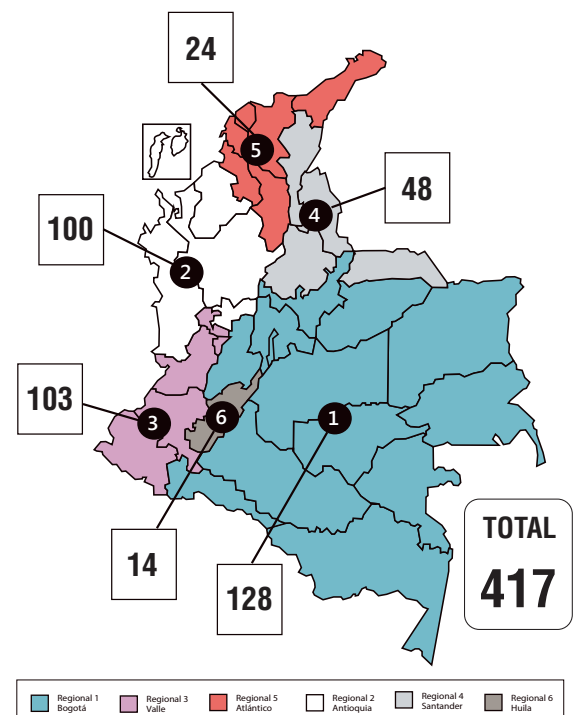 24
5
48
4
100
2
103
3
6
1
14
128
TOTAL
417
Regional 1
Bogotá
Regional 3
Valle
Regional 5
Atlántico
Regional 2
Antioquia
Regional 4
Santander
Regional 6
Huila